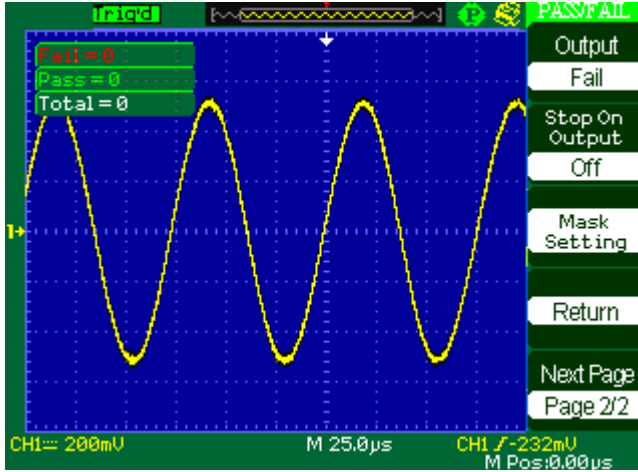 Trig'd
P
PASS/FAIL
Fail=0
Pass=0
Total=0
Output
Fail
Stop On
Output
Off
Mask
Setting
Return
Next Page
Page 2/2
1
CH1 200mV
M 25.0µs
CH1 -232mV
M Pos:0.00µs